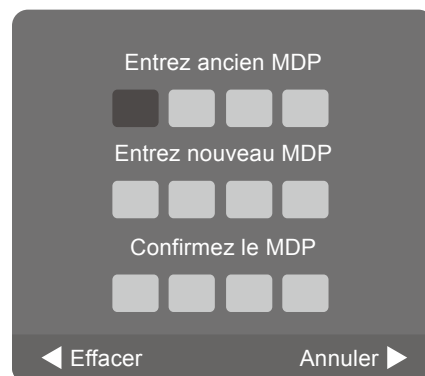 Entrez ancien MDP
Entrez nouveau MDP
Confirmez le MDP
Effacer Annuler